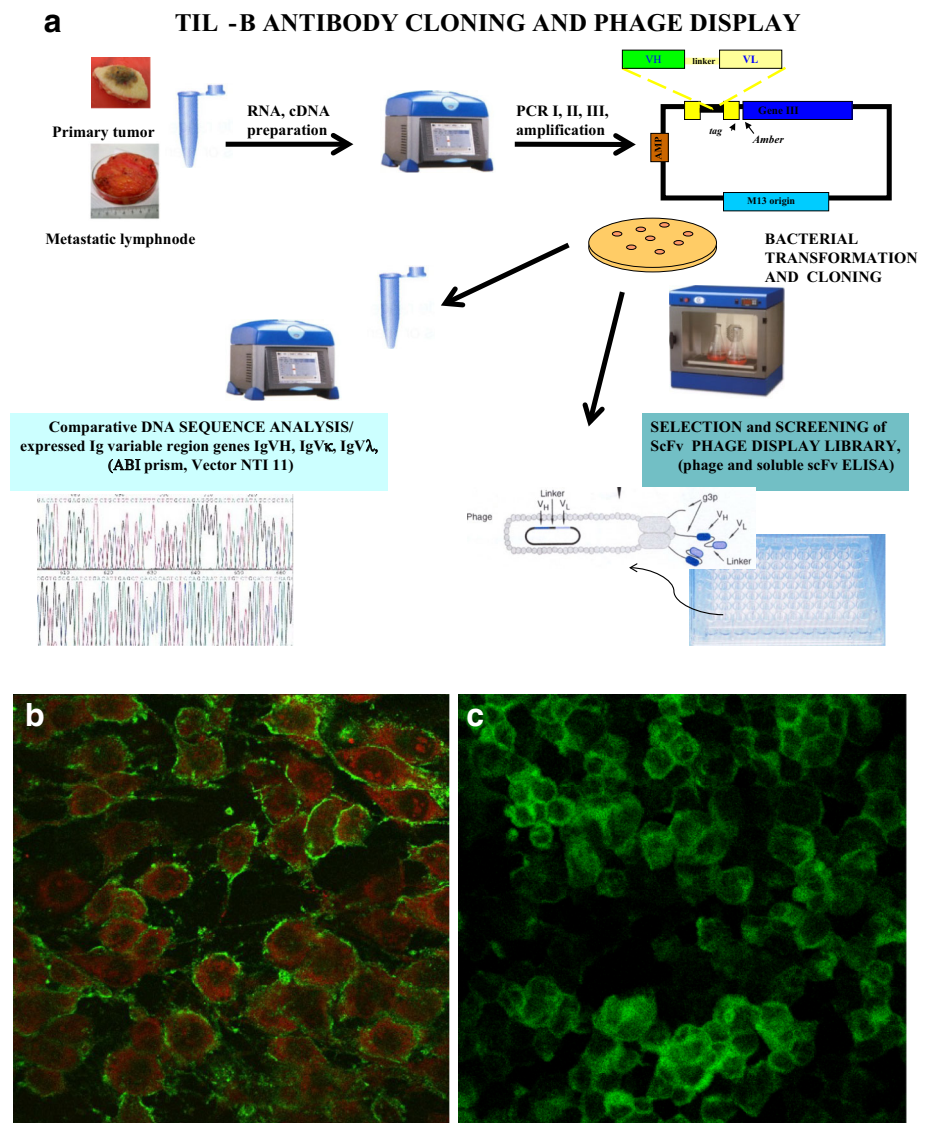 a
TIL -B ANTIBODY CLONING AND PHAGE DISPLAY
Primary tumor
Metastatic lymphnode
RNA, cDNA
preparation
PCR I, II, III,
amplification
VH linker VL
Gene III
tag
Amber
AMP
M13 origin
BACTERIAL
TRANSFORMATION
AND CLONING
Comparative DNA SEQUENCE ANALYSIS/
expressed Ig variable region genes IgVH, IgVκ, IgVλ,
(ABI prism, Vector NTI 11)
SELECTION and SCREENING of
ScFv PHAGE DISPLAY LIBRARY,
(phage and soluble scFv ELISA)
Phage
Linker
VH VL
g3p
VH
VL
Linker
b
c